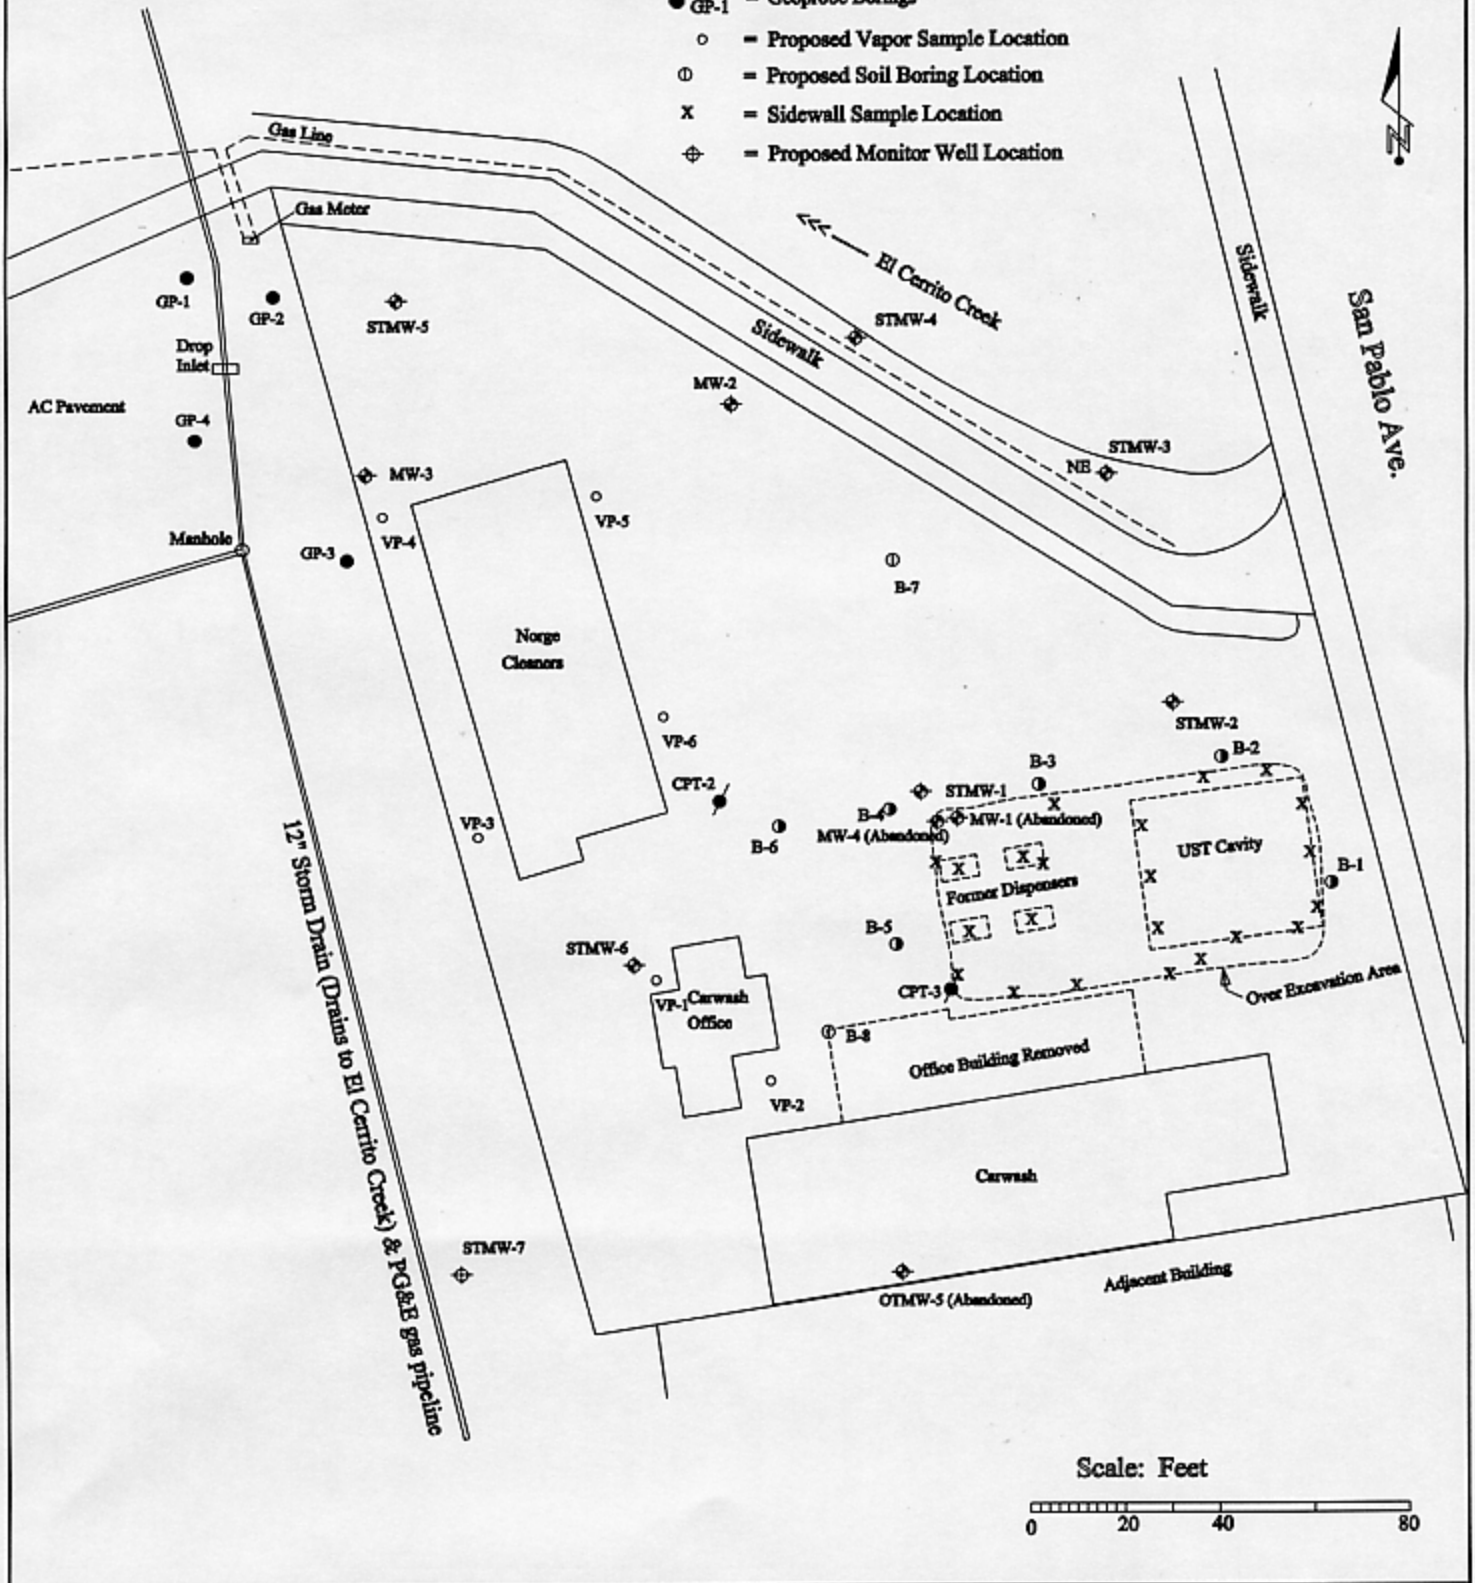 GP-1 = Geoprobe Borings
= Proposed Vapor Sample Location
= Proposed Soil Boring Location
X = Sidewall Sample Location
= Proposed Monitor Well Location
N
Gas Line
Gas Motor
El Cerrito Creek
Sidewalk
San Pablo Ave.
GP-1
GP-2
STMW-5
STMW-4
Sidewalk
Drop
Inlet
MW-2
AC Pavement
GP-4
STMW-3
NE
MW-3
VP-5
VP-4
Manhole
GP-3
B-7
Norge
Cleaners
STMW-2
VP-6
B-2
B-3
CPT-2
STMW-1
B-4
MW-1 (Abandoned)
MW-4 (Abandoned)
VP-3
B-6
UST Cavity
B-1
Former Dispensers
B-5
STMW-6
CPT-3
Over Excavation Area
VP-1
Carwash
Office
B-8
Office Building Removed
VP-2
12" Storm Drain (Drains to El Cerrito Creek) & PG&E gas pipeline
Carwash
STMW-7
Adjacent Building
OTMW-5 (Abandoned)
Scale: Feet
0 20 40 80